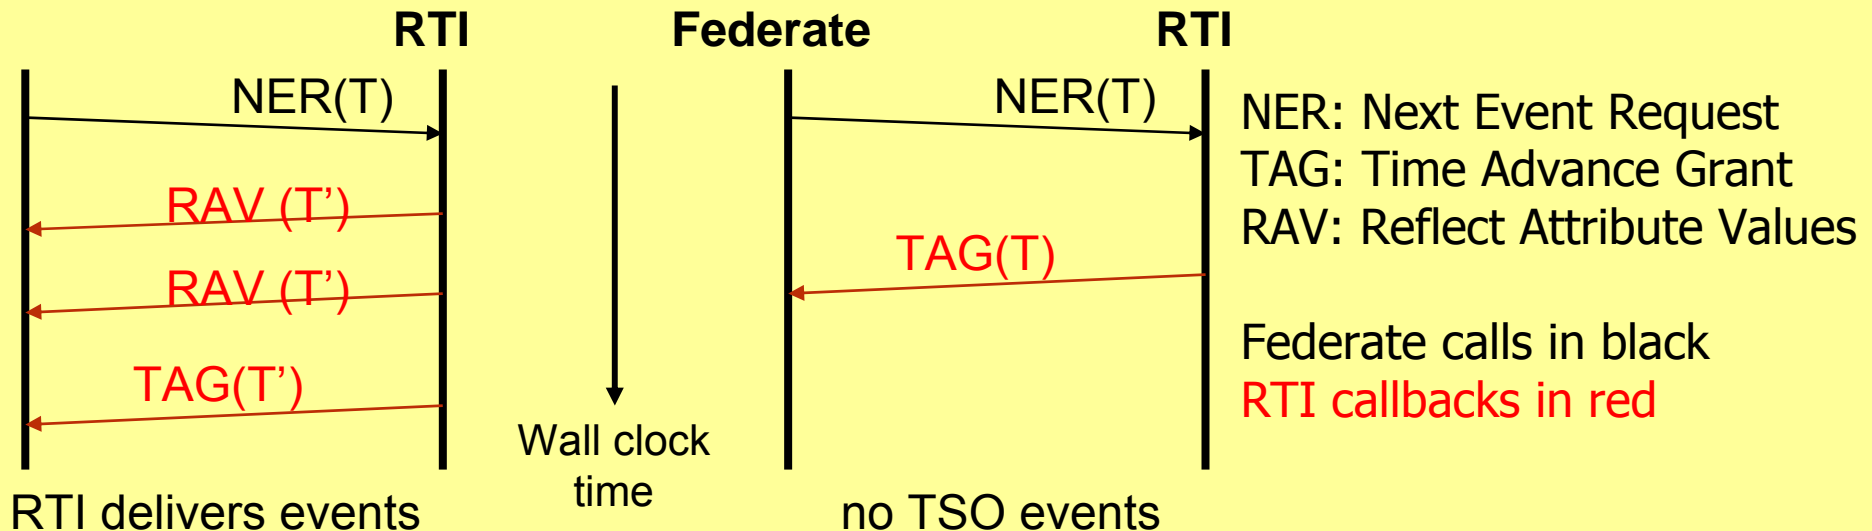 RTI
Federate
RTI
NER(T)
RAV (T’)
RAV (T’)
TAG(T’)
RTI delivers events
Wall clock
time
NER(T)
TAG(T)
no TSO events
NER: Next Event Request
TAG: Time Advance Grant
RAV: Reflect Attribute Values
Federate calls in black
RTI callbacks in red